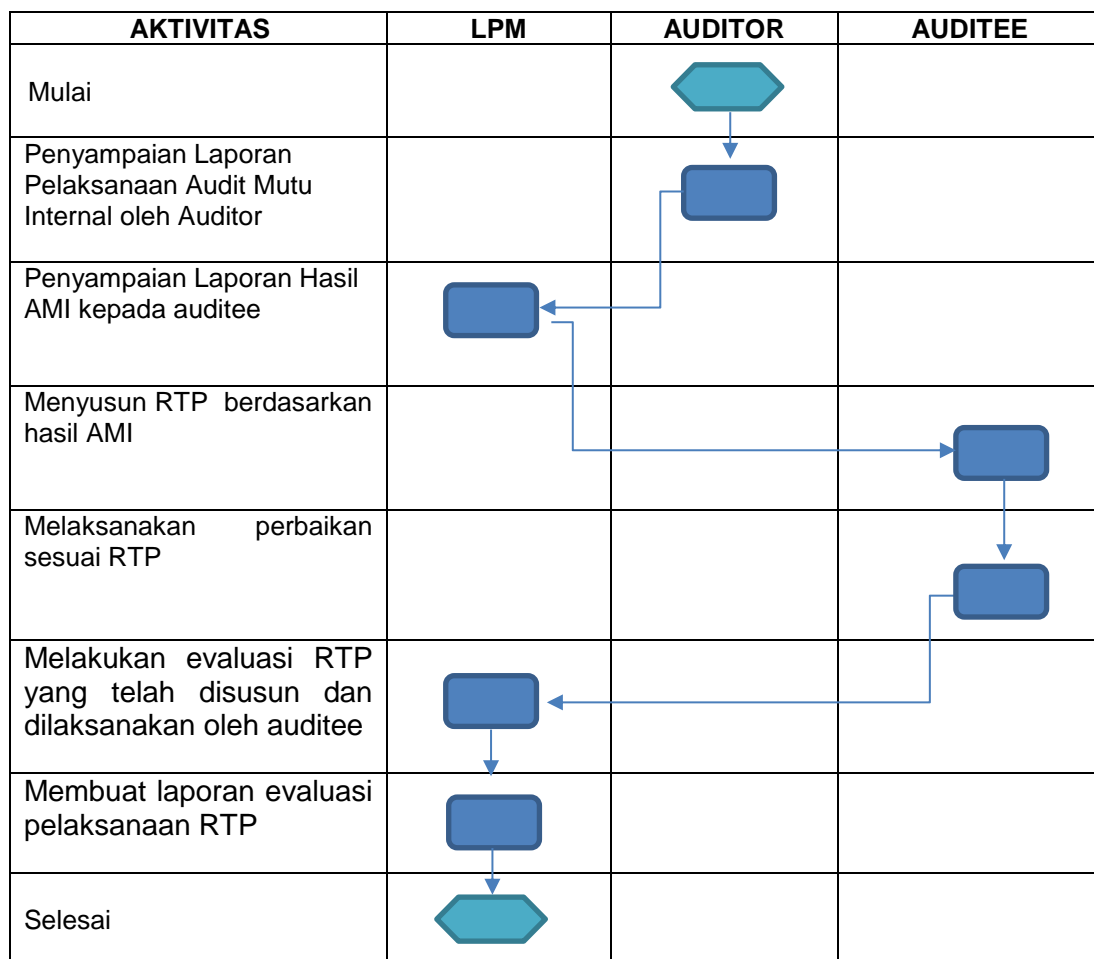 AKTIVITAS LPM AUDITOR AUDITEE
Mulai
Penyampaian Laporan
Pelaksanaan Audit Mutu
Internal oleh Auditor
Penyampaian Laporan Hasil
AMI kepada auditee
Menyusun RTP berdasarkan
hasil AMI
Melaksanakan perbaikan
sesuai RTP
Melakukan evaluasi RTP
yang telah disusun dan
dilaksanakan oleh auditee
Membuat laporan evaluasi
pelaksanaan RTP
Selesai